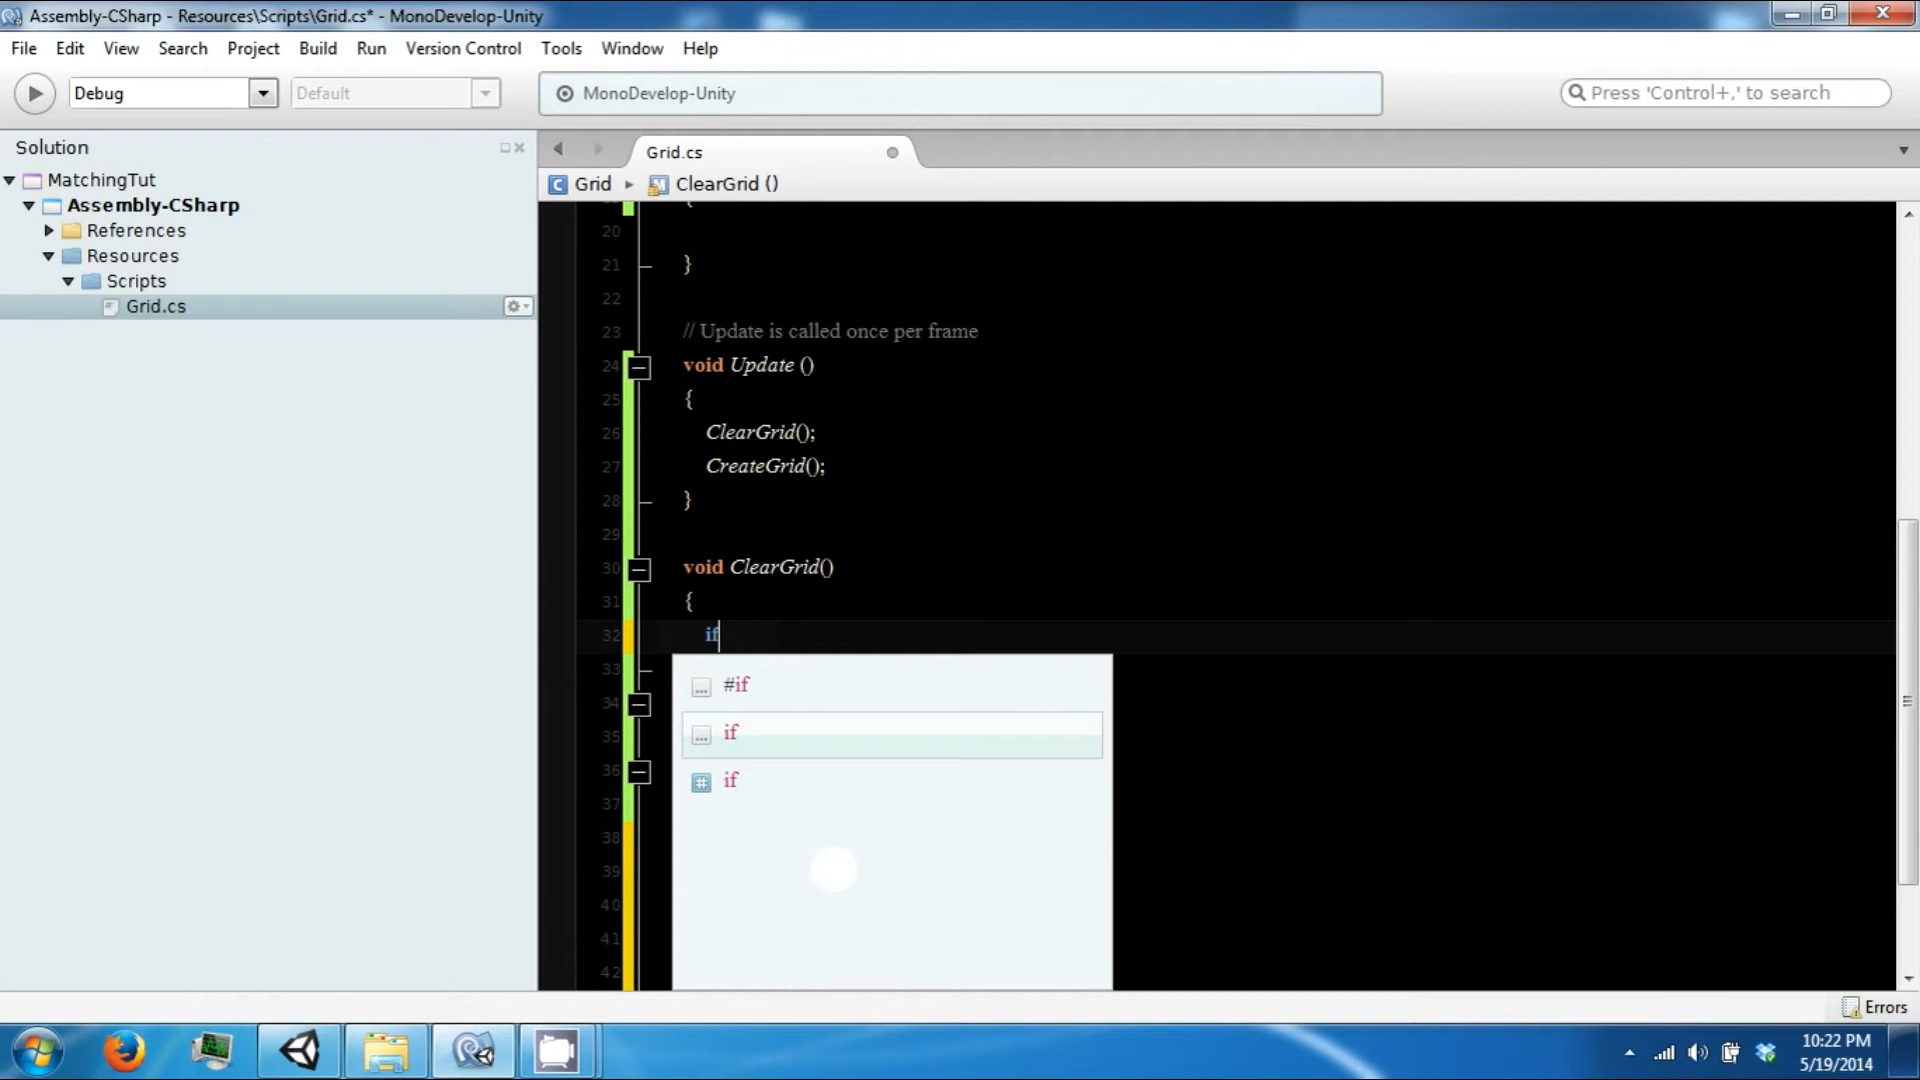 Assembly-CSharp - Resources\Scripts\Grid.cs* - MonoDevelop-Unity
File Edit View Search Project Build Run Version Control Tools Window Help
Debug Default MonoDevelop-Unity Press 'Control+,' to search
Solution
MatchingTut
Assembly-CSharp
References
Resources
Scripts
Grid.cs
Grid.cs
Grid ClearGrid ()
{
20
21 }
22
23 // Update is called once per frame
24 void Update ()
25 {
26 ClearGrid();
27 CreateGrid();
28 }
29
30 void ClearGrid()
31 {
32 if
33
34
35
36
37
38
39
40
41
42
#if
if
if
Errors
10:22 PM
5/19/2014